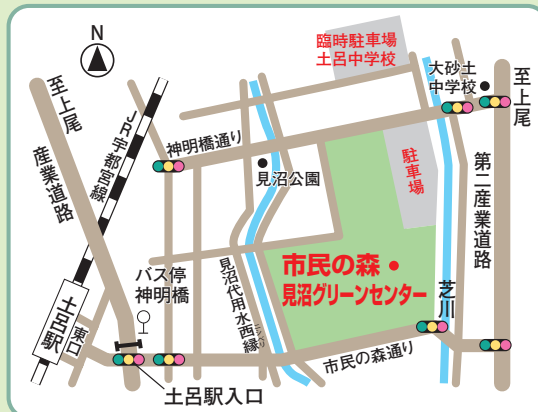 N
至上尾
産業道路
JR宇都宮線
神明橋通り
臨時駐車場
土呂中学校
大砂土
中学校
至上尾
見沼公園
駐車場
第二産業道路
市民の森・
見沼グリーンセンター
バス停
神明橋
見沼代用水西縁
芝川
土呂駅
東口
市民の森通り
土呂駅入口